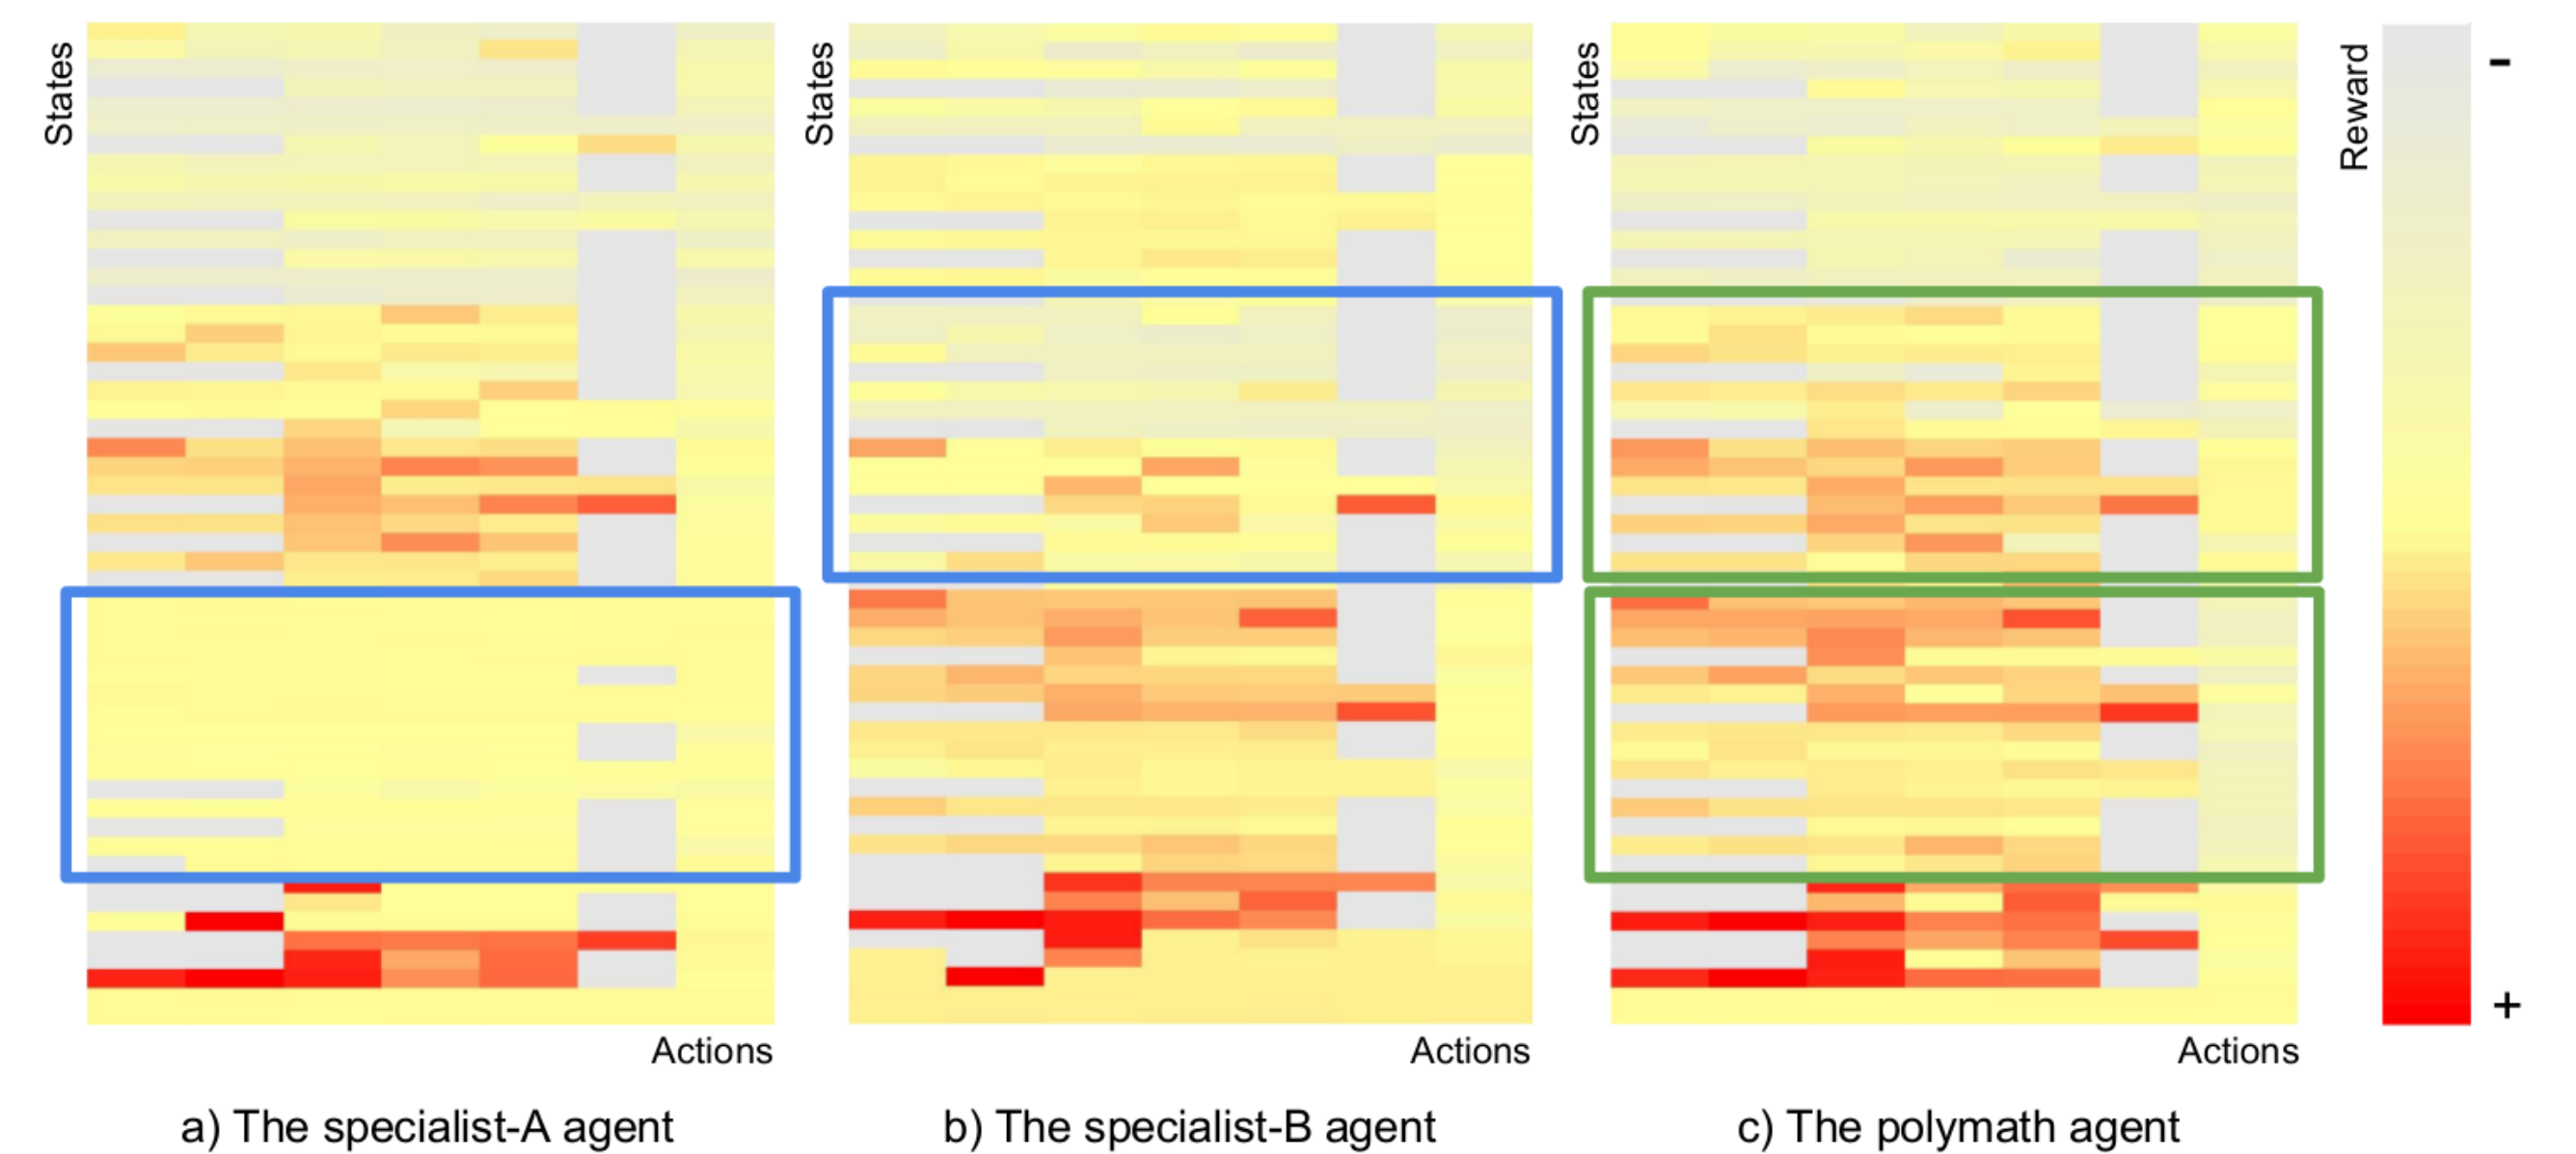 States
States
States
Reward
-
+
Actions
Actions
Actions
a) The specialist-A agent
b) The specialist-B agent
c) The polymath agent